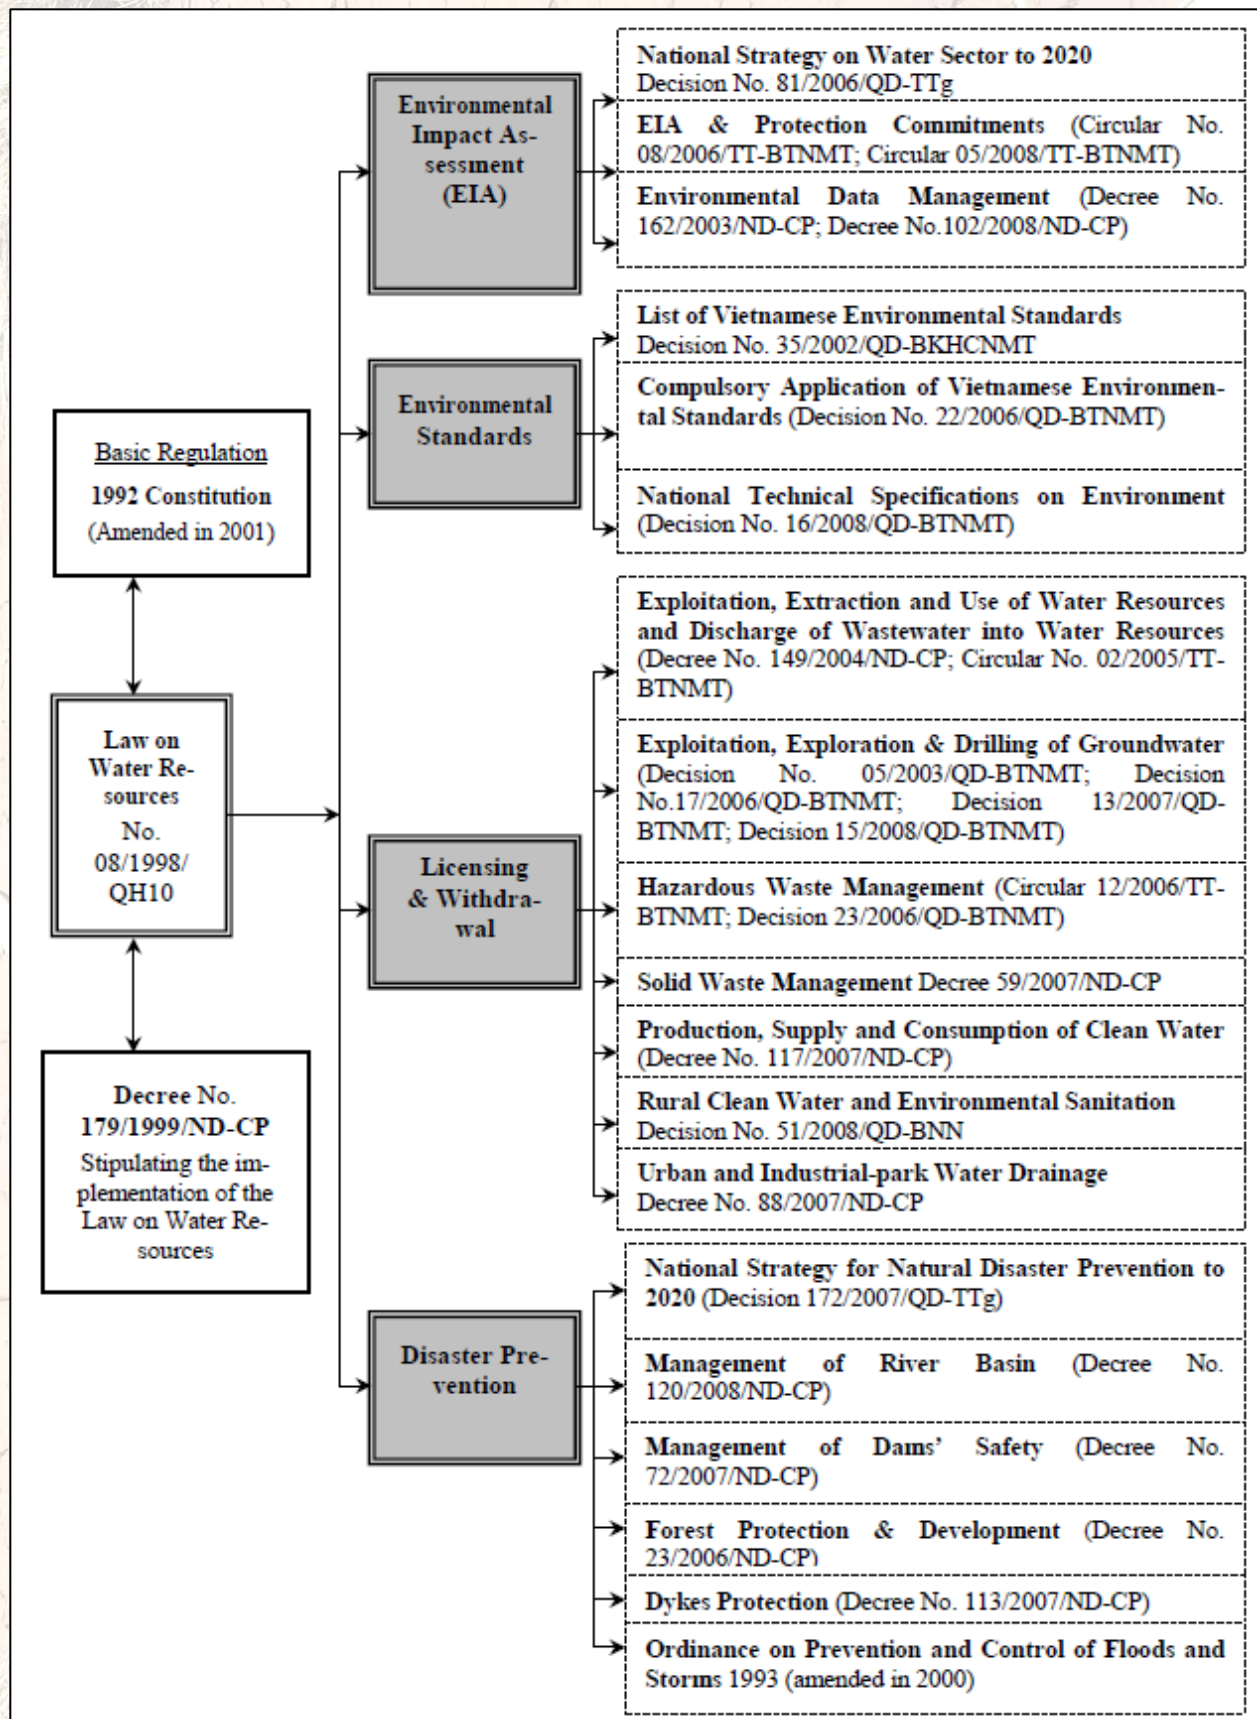 Basic Regulation
1992 Constitution
(Amended in 2001)
Law on
Water Re-
sources
No.
08/1998/
QH10
Decree No.
179/1999/ND-CP
Stipulating the im-
plementation of the
Law on Water Re-
sources
Environmental
Impact As-
sessment
(EIA)
National Strategy on Water Sector to 2020
Decision No. 81/2006/QD-TTg
EIA & Protection Commitments (Circular No.
08/2006/TT-BTNMT; Circular 05/2008/TT-BTNMT)
Environmental Data Management (Decree No.
162/2003/ND-CP; Decree No.102/2008/ND-CP)
Environmental
Standards
List of Vietnamese Environmental Standards
Decision No. 35/2002/QD-BKHCNMT
Compulsory Application of Vietnamese Environmen-
tal Standards (Decision No. 22/2006/QD-BTNMT)
National Technical Specifications on Environment
(Decision No. 16/2008/QD-BTNMT)
Licensing
& Withdra-
wal
Exploitation, Extraction and Use of Water Resources
and Discharge of Wastewater into Water Resources
(Decree No. 149/2004/ND-CP; Circular No. 02/2005/TT-
BTNMT)
Exploitation, Exploration & Drilling of Groundwater
(Decision No. 05/2003/QD-BTNMT; Decision
No.17/2006/QD-BTNMT; Decision 13/2007/QD-
BTNMT; Decision 15/2008/QD-BTNMT)
Hazardous Waste Management (Circular 12/2006/TT-
BTNMT; Decision 23/2006/QD-BTNMT)
Solid Waste Management Decree 59/2007/ND-CP
Production, Supply and Consumption of Clean Water
(Decree No. 117/2007/ND-CP)
Rural Clean Water and Environmental Sanitation
Decision No. 51/2008/QD-BNN
Urban and Industrial-park Water Drainage
Decree No. 88/2007/ND-CP
Disaster Pre-
vention
National Strategy for Natural Disaster Prevention to
2020 (Decision 172/2007/QD-TTg)
Management of River Basin (Decree No.
120/2008/ND-CP)
Management of Dams' Safety (Decree No.
72/2007/ND-CP)
Forest Protection & Development (Decree No.
23/2006/ND-CP)
Dykes Protection (Decree No. 113/2007/ND-CP)
Ordinance on Prevention and Control of Floods and
Storms 1993 (amended in 2000)